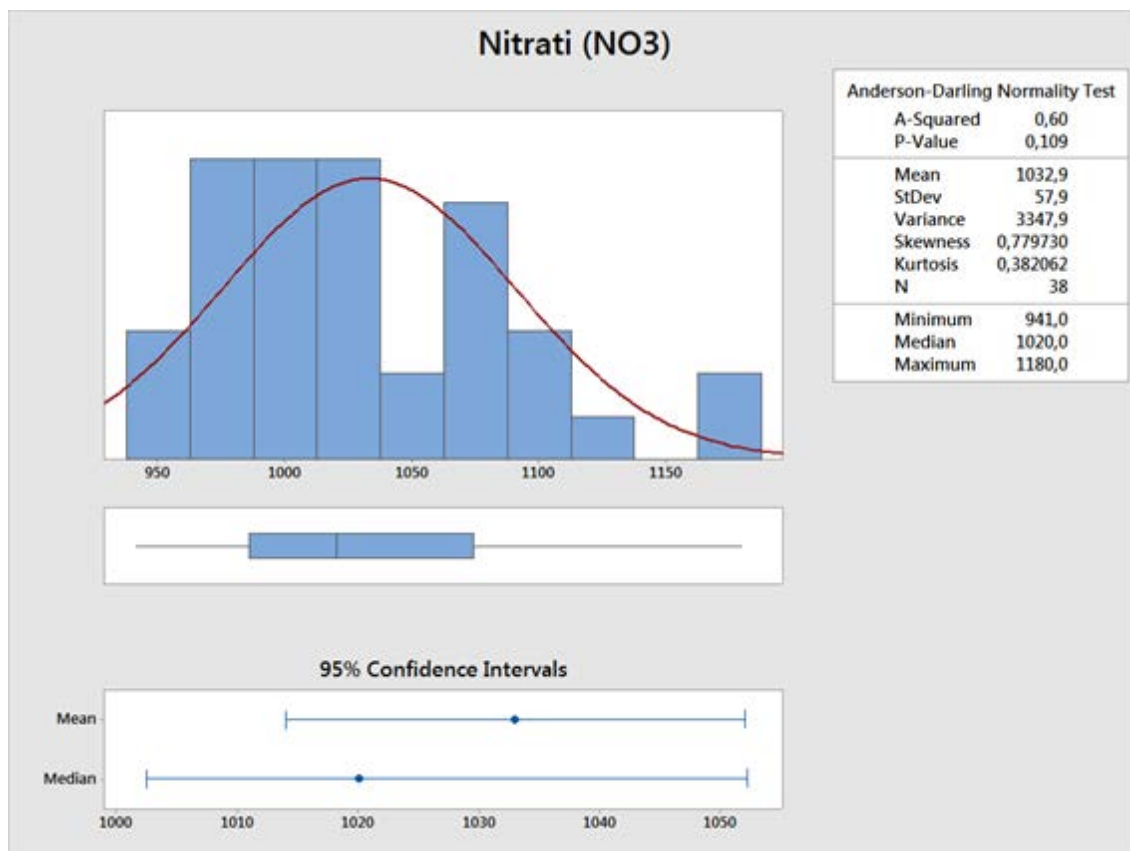 Nitrati (NO3)
Anderson-Darling Normality Test
A-Squared 0,60
P-Value 0,109
Mean 1032,9
StDev 57,9
Variance 3347,9
Skewness 0,779730
Kurtosis 0,382062
N 38
Minimum 941,0
Median 1020,0
Maximum 1180,0
950 1000 1050 1100 1150
95% Confidence Intervals
Mean
Median
1000 1010 1020 1030 1040 1050